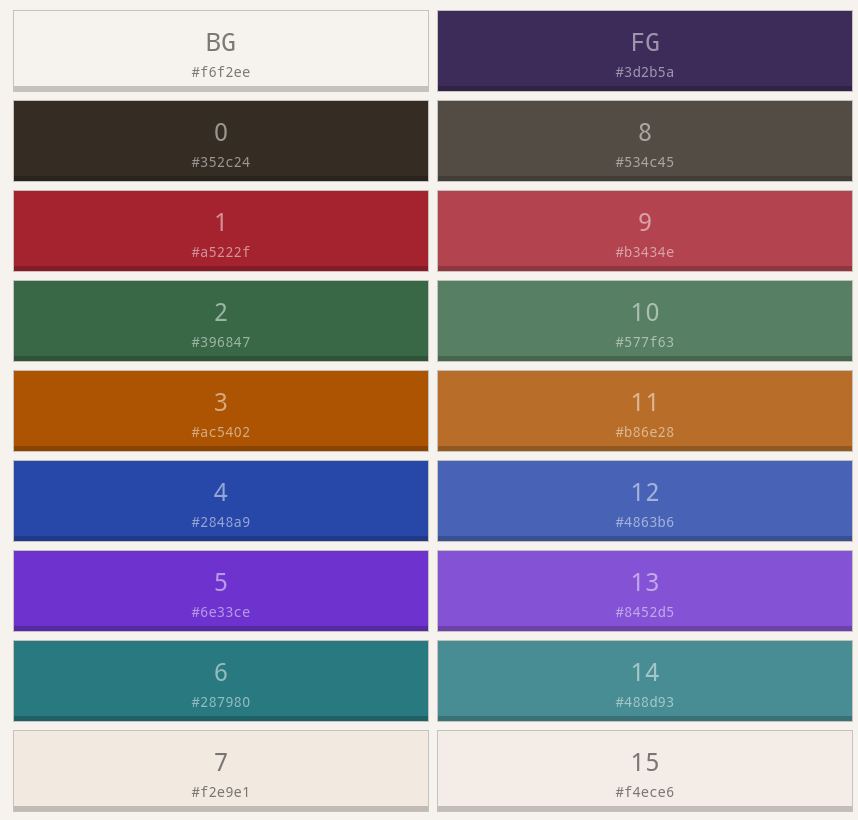 BG
#f6f2ee
FG
#3d2b5a
0
#352c24
8
#534c45
1
#a5222f
9
#b3434e
2
#396847
10
#577f63
3
#ac5402
11
#b86e28
4
#2848a9
12
#4863b6
5
#6e33ce
13
#8452d5
6
#287980
14
#488d93
7
#f2e9e1
15
#f4ece6